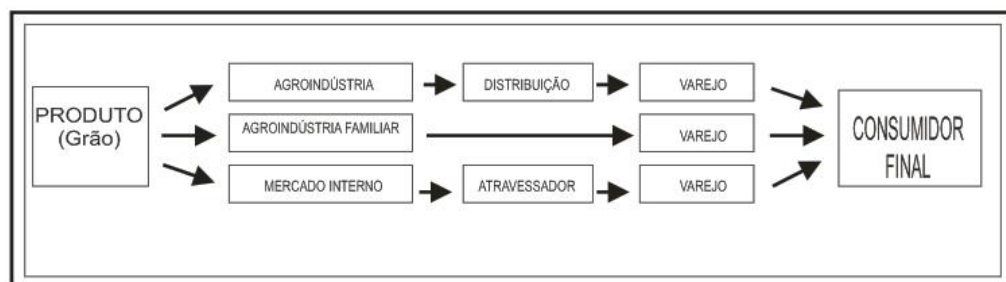 PRODUTO
(Grão)
AGROINDÚSTRIA
DISTRIBUIÇÃO
VAREJO
AGROINDÚSTRIA FAMILIAR
VAREJO
MERCADO INTERNO
ATRAVESSADOR
VAREJO
CONSUMIDOR
FINAL